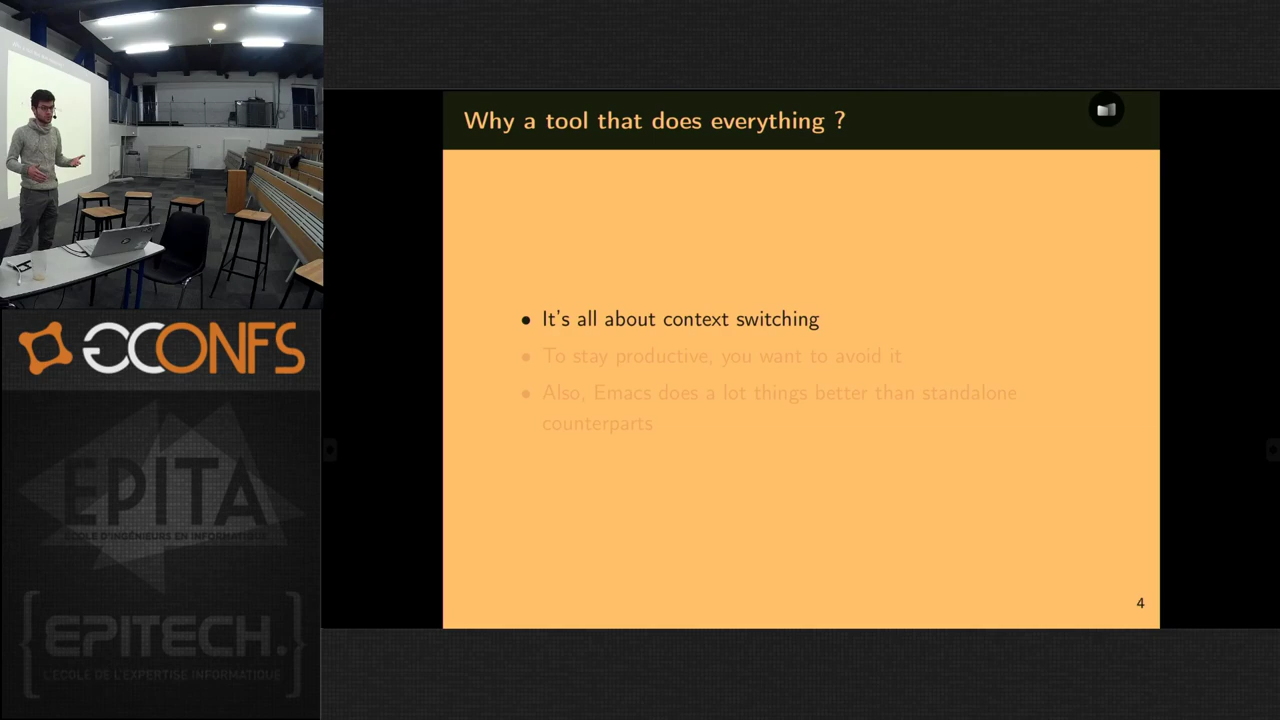 Why a tool that does everything ?
• It's all about context switching
• To stay productive, you want to avoid it
• Also, Emacs does a lot things better than standalone
counterparts
4
GCONFS
EPITA
ÉCOLE D'INGÉNIEURS EN INFORMATIQUE
{EPITECH.}
L'ECOLE DE L'EXPERTISE INFORMATIQUE